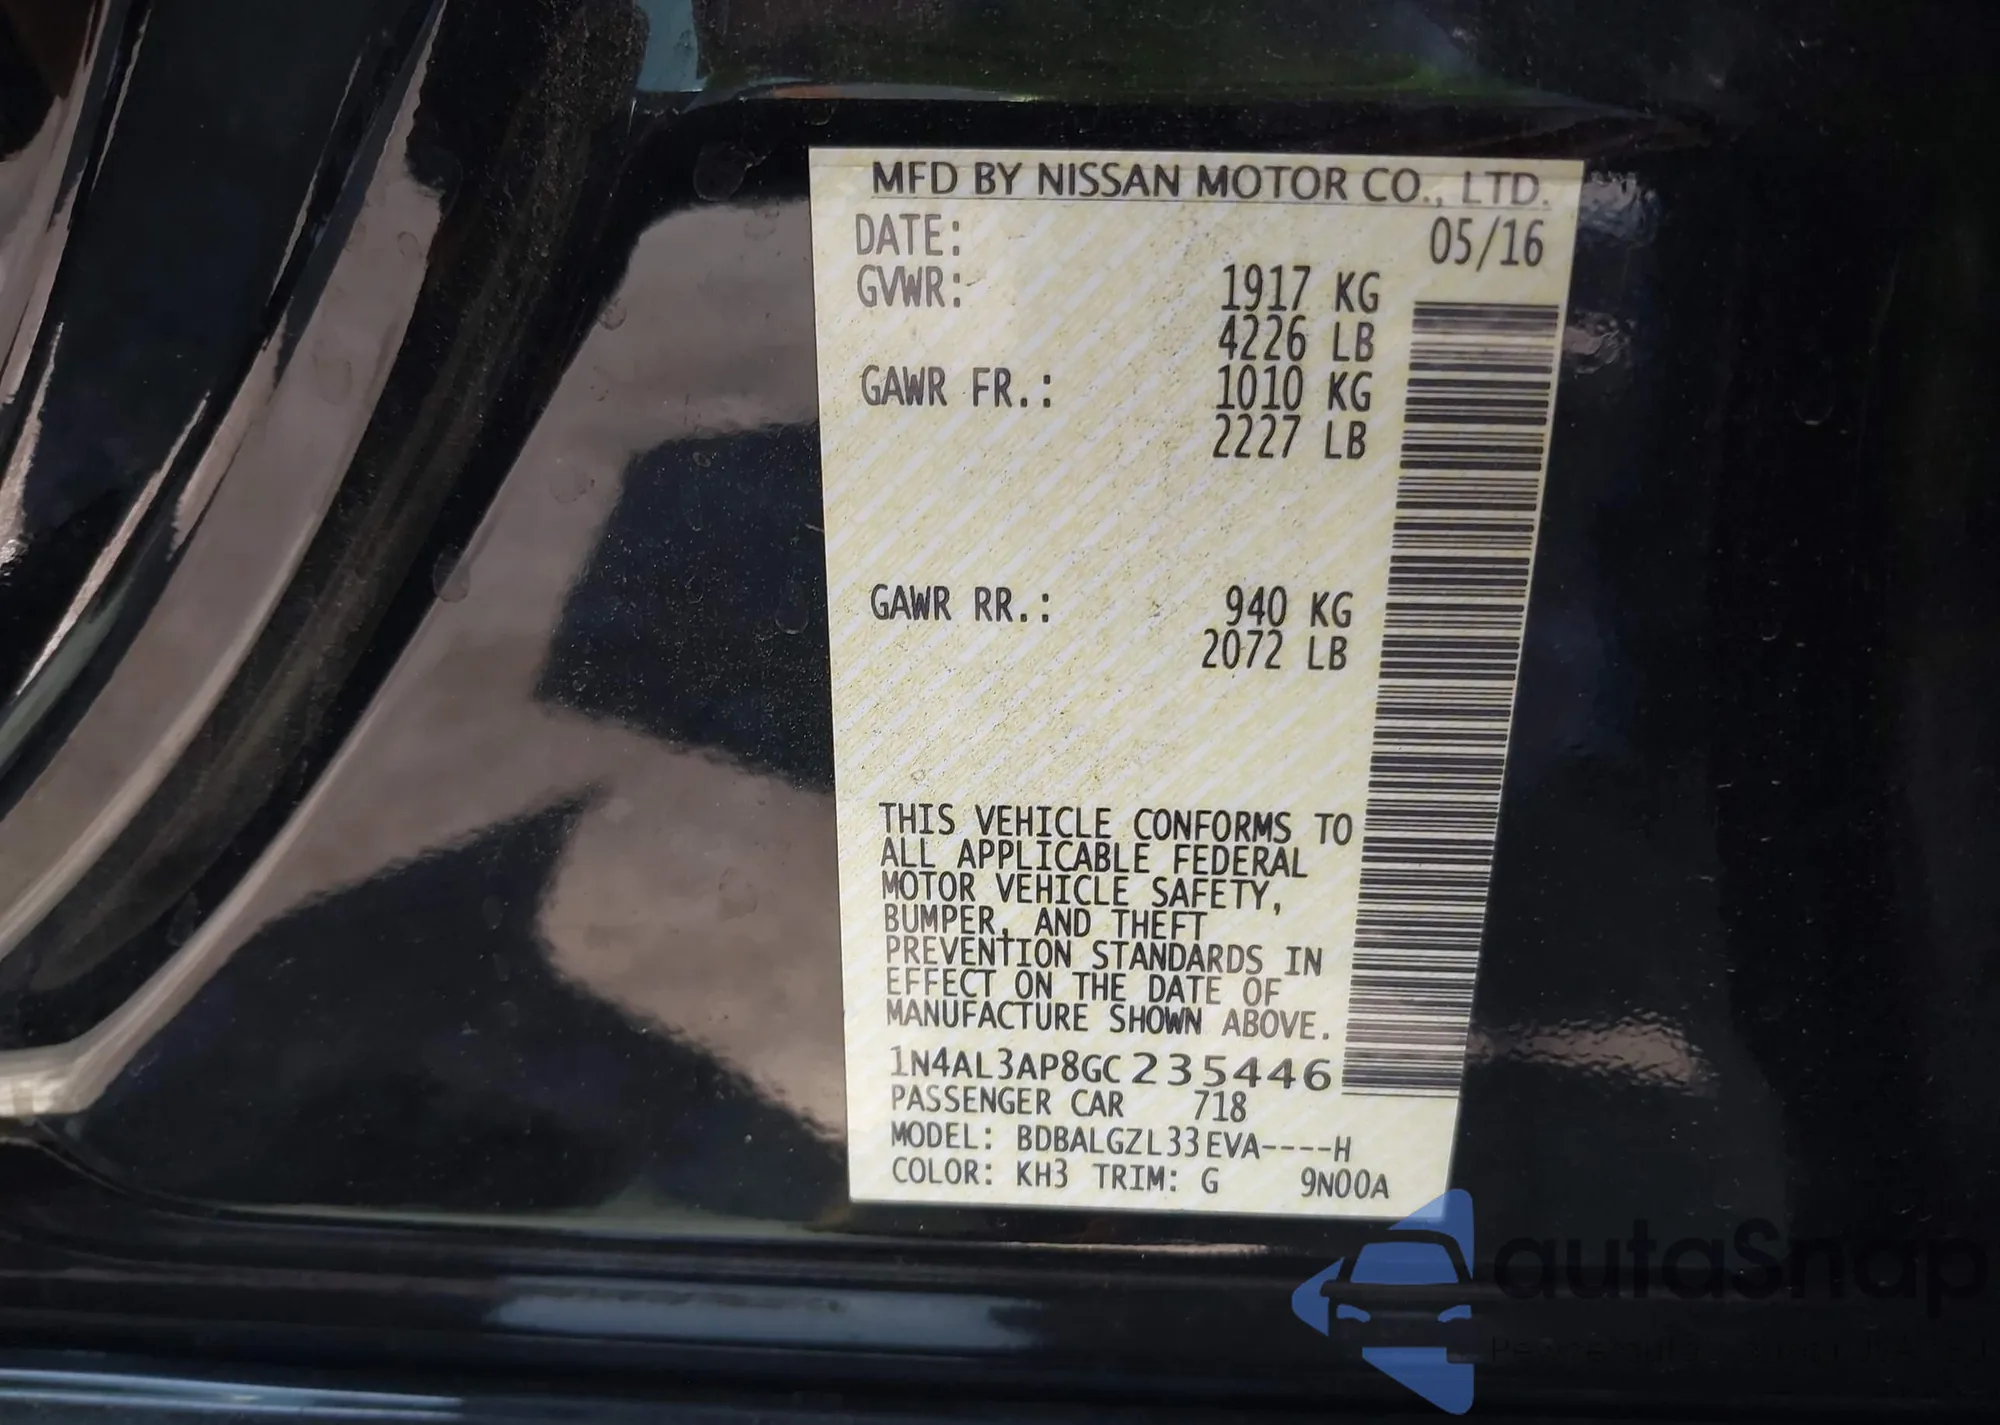 MFD BY NISSAN MOTOR CO., LTD.
DATE: 05/16
GVWR: 1917 KG
4226 LB
GAWR FR.: 1010 KG
2227 LB
GAWR RR.: 940 KG
2072 LB
THIS VEHICLE CONFORMS TO
ALL APPLICABLE FEDERAL
MOTOR VEHICLE SAFETY,
BUMPER, AND THEFT
PREVENTION STANDARDS IN
EFFECT ON THE DATE OF
MANUFACTURE SHOWN ABOVE.
1N4AL3AP8GC235446
PASSENGER CAR 718
MODEL: BDBALGZL33EVA----H
COLOR: KH3 TRIM: G 9N00A
autaSnap